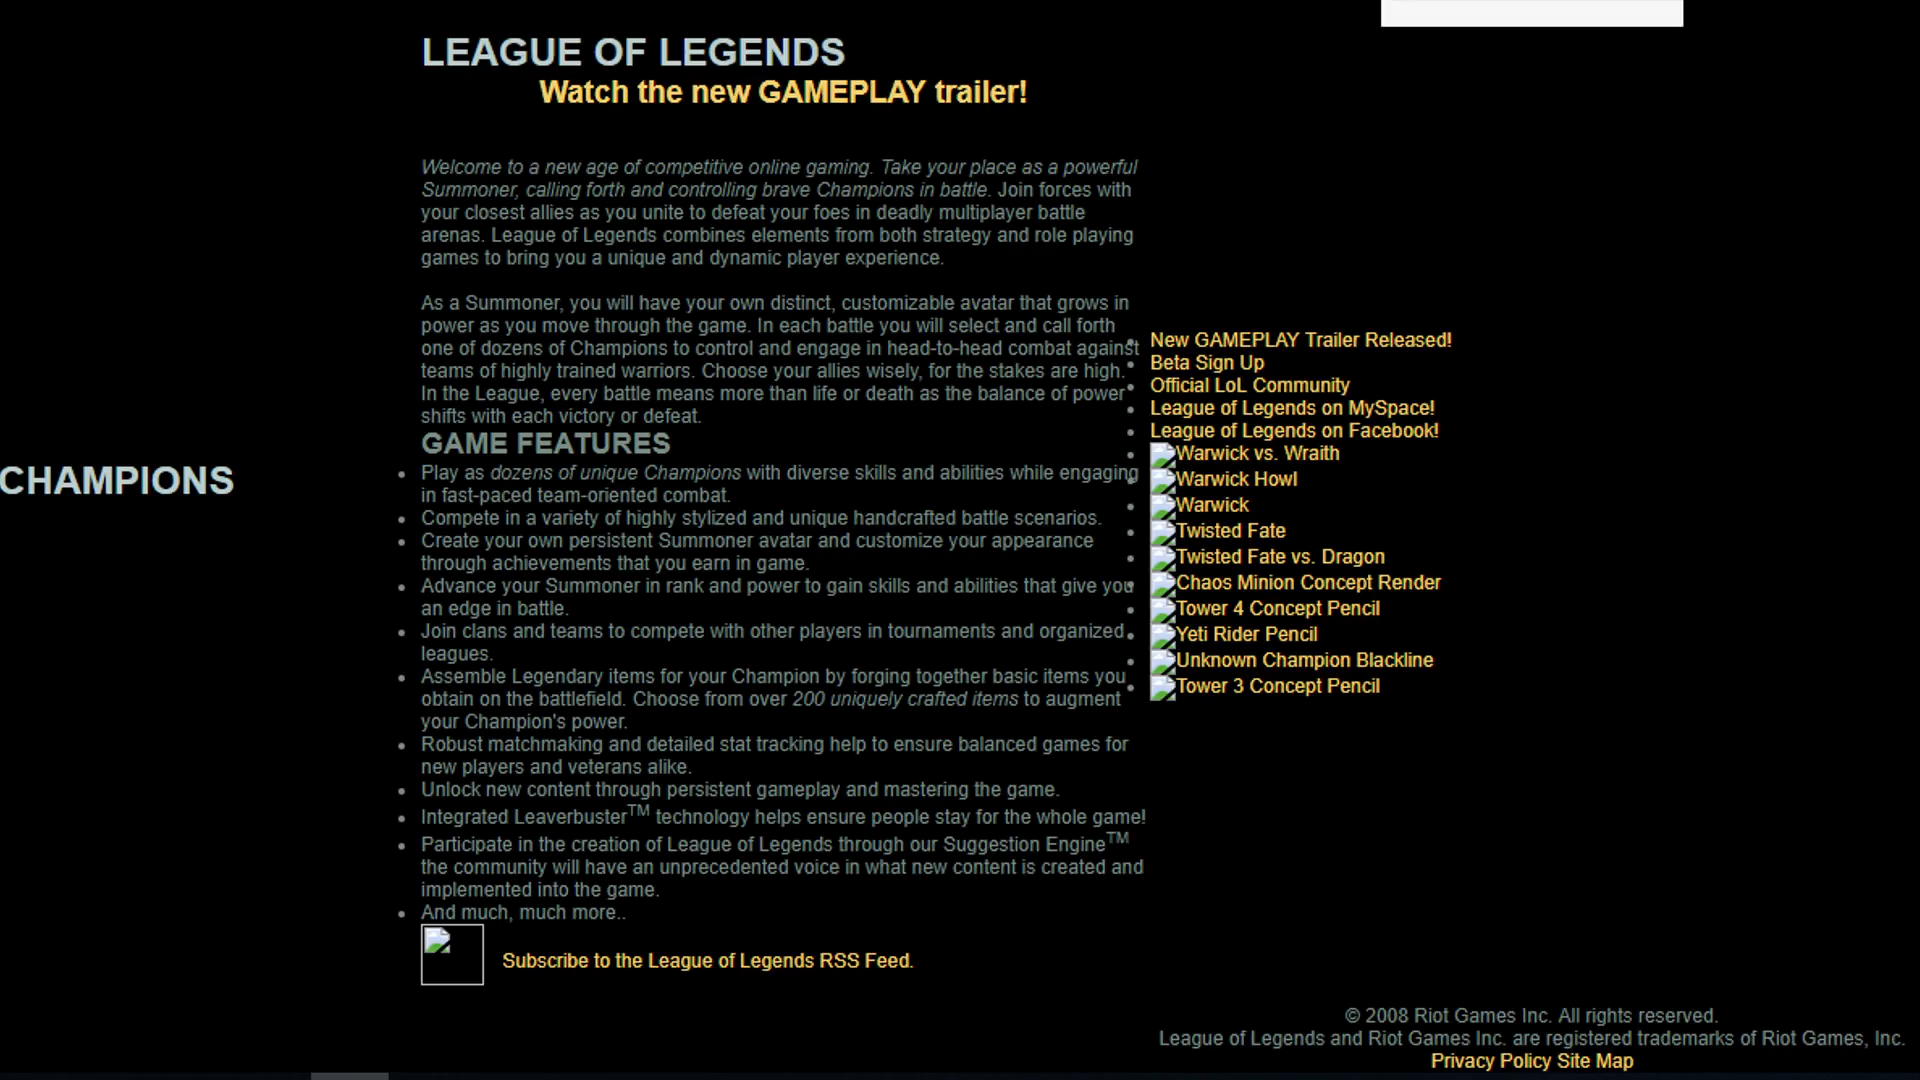 LEAGUE OF LEGENDS
Watch the new GAMEPLAY trailer!
Welcome to a new age of competitive online gaming. Take your place as a powerful
Summoner, calling forth and controlling brave Champions in battle. Join forces with
your closest allies as you unite to defeat your foes in deadly multiplayer battle
arenas. League of Legends combines elements from both strategy and role playing
games to bring you a unique and dynamic player experience.
As a Summoner, you will have your own distinct, customizable avatar that grows in
power as you move through the game. In each battle you will select and call forth
one of dozens of Champions to control and engage in head-to-head combat against
teams of highly trained warriors. Choose your allies wisely, for the stakes are high.
In the League, every battle means more than life or death as the balance of power
shifts with each victory or defeat.
GAME FEATURES
CHAMPIONS
Play as dozens of unique Champions with diverse skills and abilities while engaging
in fast-paced team-oriented combat.
Compete in a variety of highly stylized and unique handcrafted battle scenarios.
Create your own persistent Summoner avatar and customize your appearance
through achievements that you earn in game.
Advance your Summoner in rank and power to gain skills and abilities that give you
an edge in battle.
Join clans and teams to compete with other players in tournaments and organized
leagues.
Assemble Legendary items for your Champion by forging together basic items you
obtain on the battlefield. Choose from over 200 uniquely crafted items to augment
your Champion's power.
Robust matchmaking and detailed stat tracking help to ensure balanced games for
new players and veterans alike.
Unlock new content through persistent gameplay and mastering the game.
Integrated Leaverbuster™ technology helps ensure people stay for the whole game!
Participate in the creation of League of Legends through our Suggestion Engine™
the community will have an unprecedented voice in what new content is created and
implemented into the game.
And much, much more..
Subscribe to the League of Legends RSS Feed.
New GAMEPLAY Trailer Released!
Beta Sign Up
Official LoL Community
League of Legends on MySpace!
League of Legends on Facebook!
Warwick vs. Wraith
Warwick Howl
Warwick
Twisted Fate
Twisted Fate vs. Dragon
Chaos Minion Concept Render
Tower 4 Concept Pencil
Yeti Rider Pencil
Unknown Champion Blackline
Tower 3 Concept Pencil
© 2008 Riot Games Inc. All rights reserved.
League of Legends and Riot Games Inc. are registered trademarks of Riot Games, Inc.
Privacy Policy Site Map